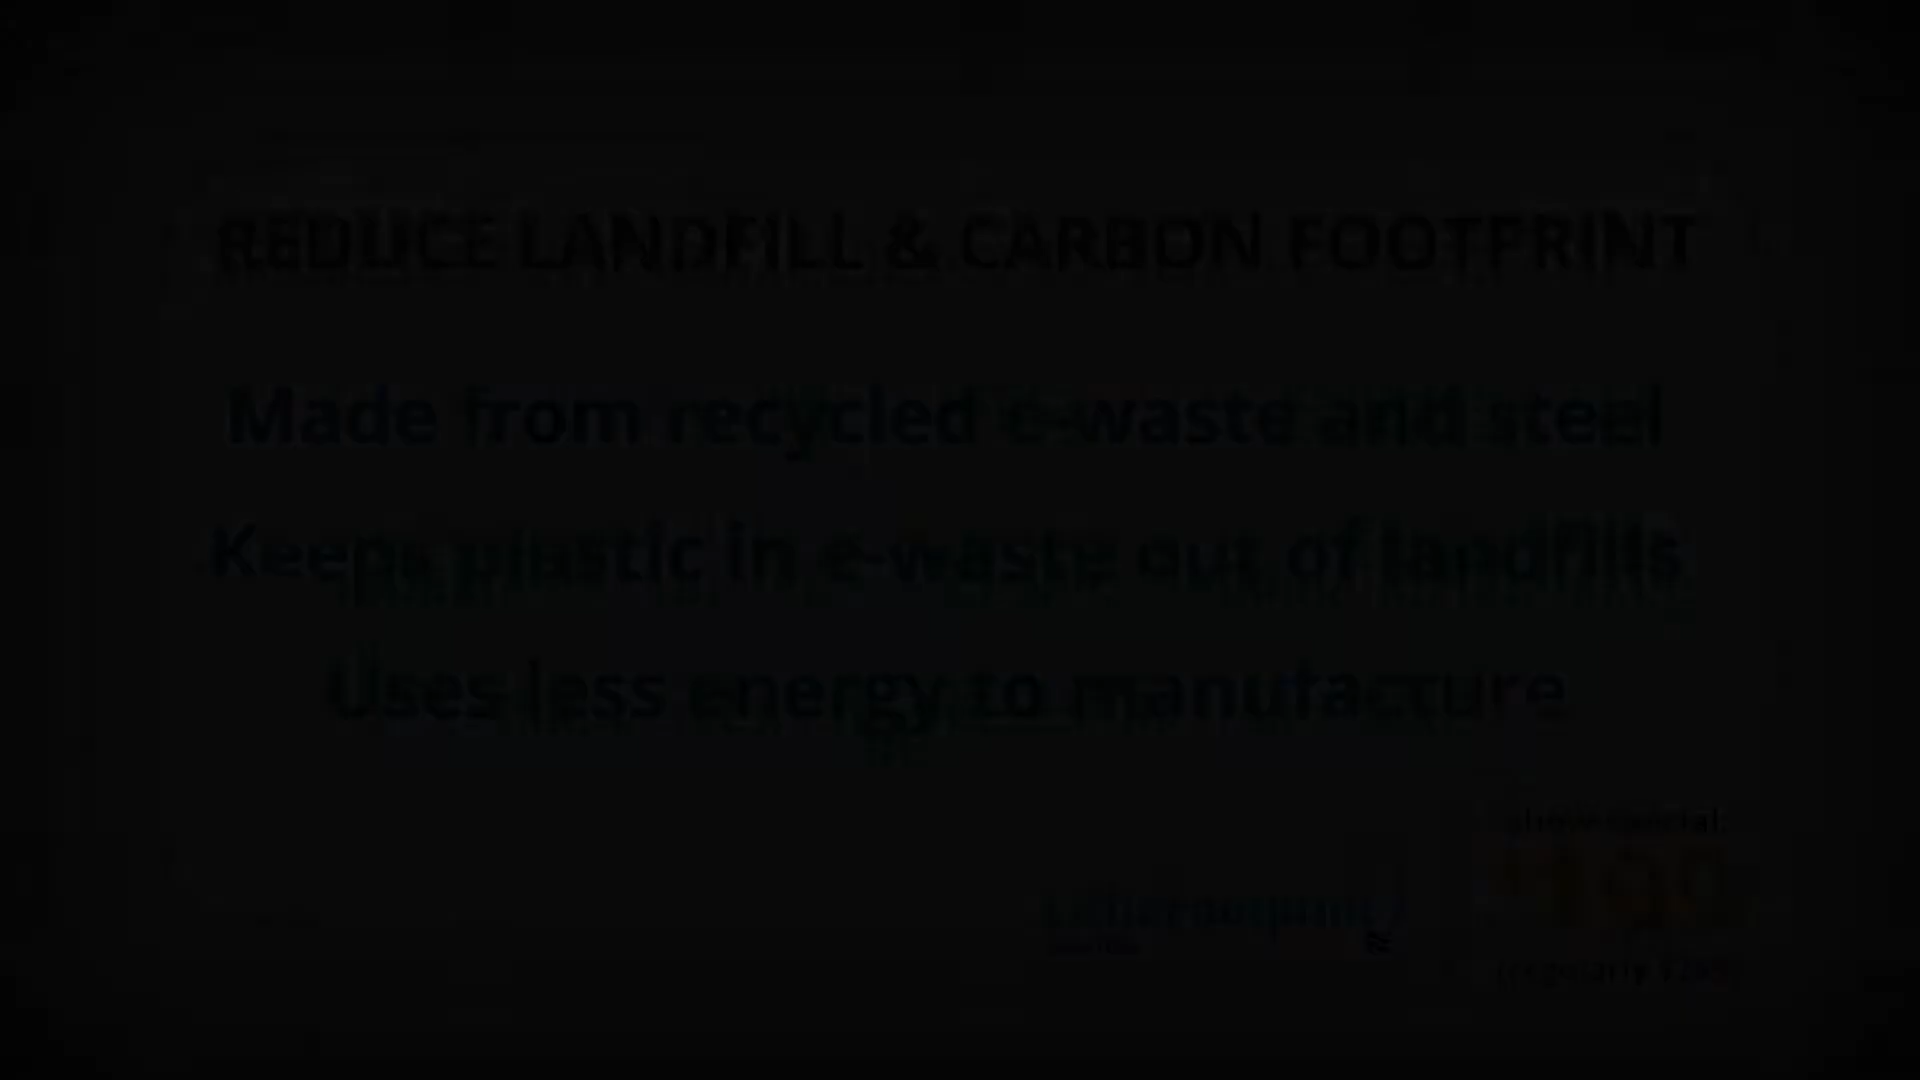 REDUCE LANDFILL & CARBON FOOTPRINT
Made from recycled e-waste and steel
Keeps plastic in e-waste out of landfills
Uses less energy to manufacture